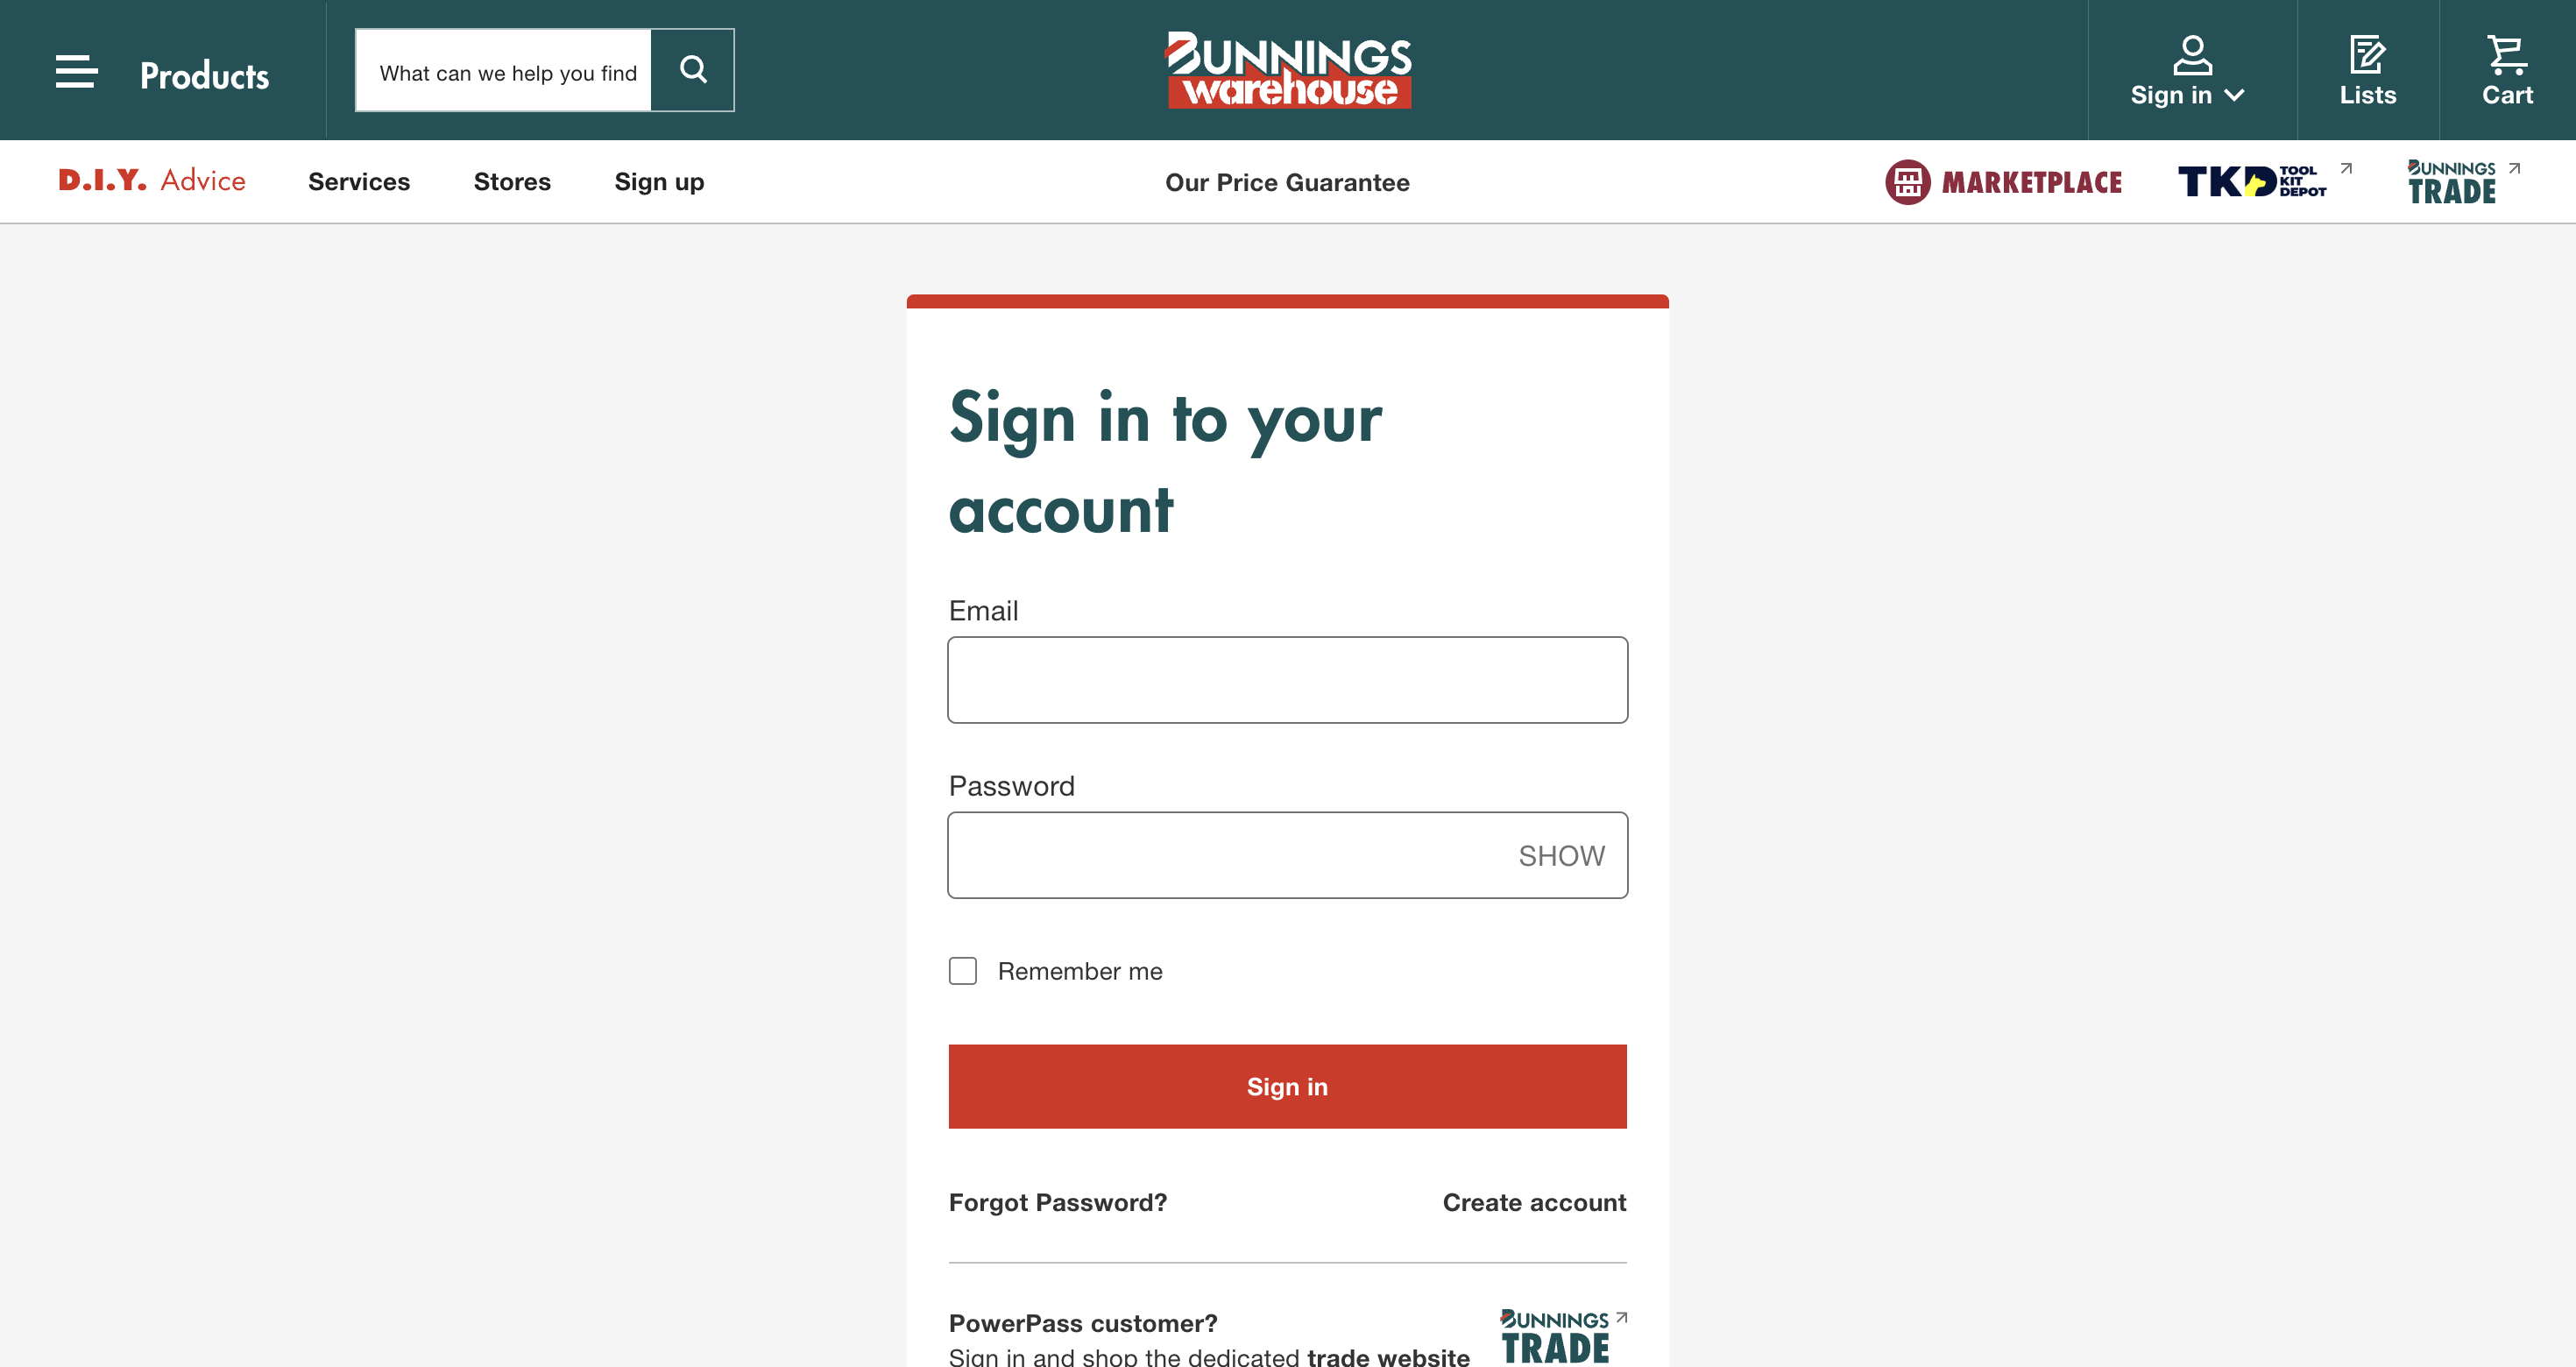 Products
What can we help you find
BUNNINGS
warehouse
Sign in
Lists
Cart
D.I.Y. Advice
Services
Stores
Sign up
Our Price Guarantee
MARKETPLACE
TKD TOOL
KIT
DEPOT
BUNNINGS
TRADE
Sign in to your
account
Email
Password
SHOW
Remember me
Sign in
Forgot Password?
Create account
PowerPass customer?
Sign in and shop the dedicated trade website
BUNNINGS
TRADE